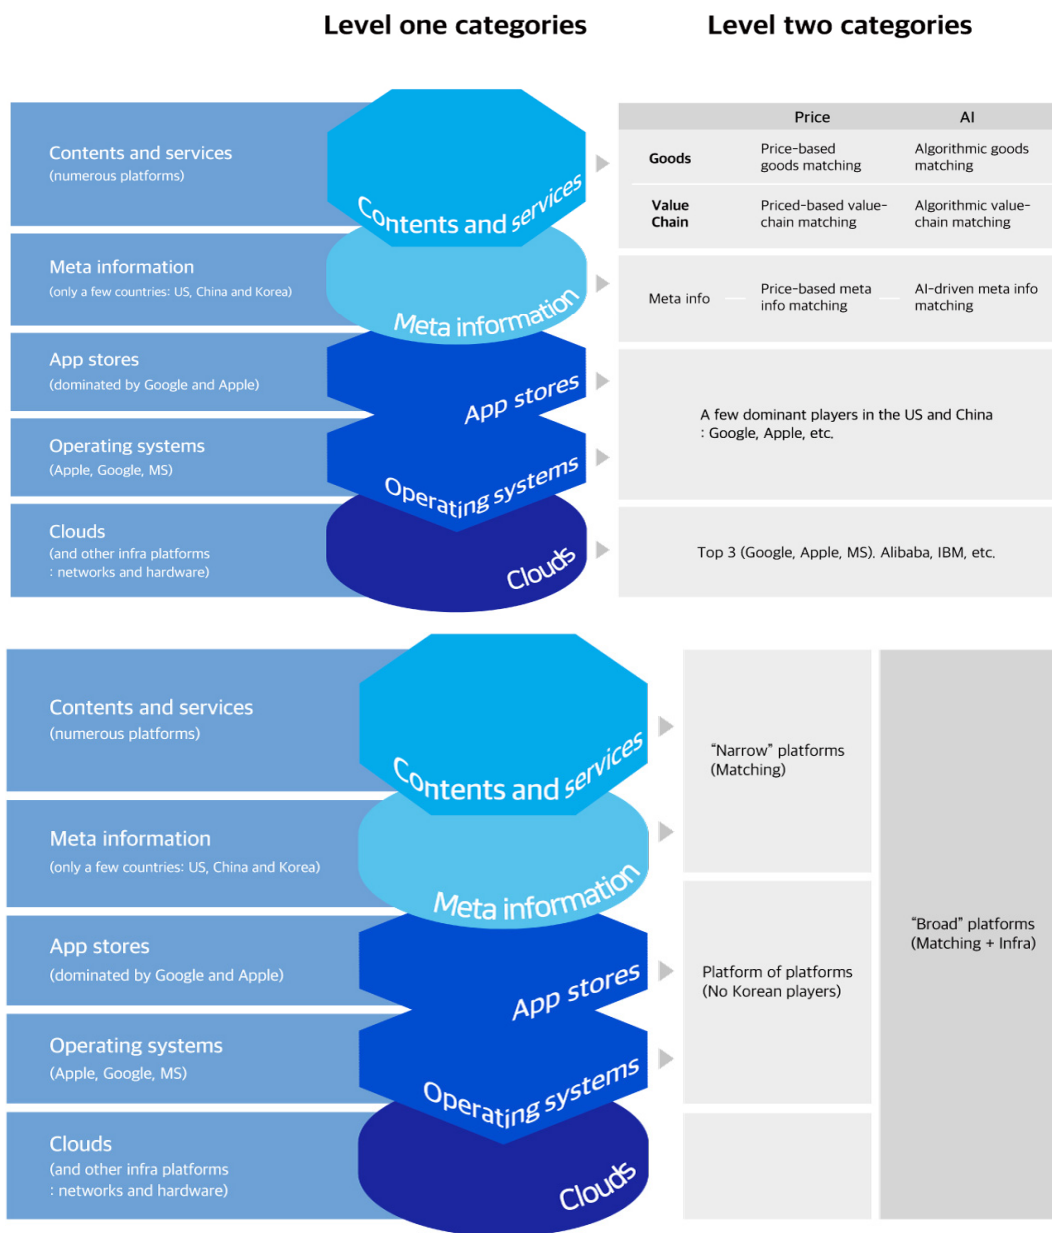 Level one categories
Level two categories
Contents and services
(numerous platforms)
Contents and services
Price
AI
Goods
Price-based
goods matching
Algorithmic goods
matching
Value
Chain
Priced-based value-
chain matching
Algorithmic value-
chain matching
Meta information
(only a few countries: US, China and Korea)
Meta information
Meta info
Price-based meta
info matching
AI-driven meta info
matching
App stores
(dominated by Google and Apple)
App stores
A few dominant players in the US and China
: Google, Apple, etc.
Operating systems
(Apple, Google, MS)
Operating systems
Clouds
(and other infra platforms
: networks and hardware)
Clouds
Top 3 (Google, Apple, MS). Alibaba, IBM, etc.
Contents and services
(numerous platforms)
Contents and services
“Narrow” platforms
(Matching)
Meta information
(only a few countries: US, China and Korea)
Meta information
“Broad” platforms
(Matching + Infra)
App stores
(dominated by Google and Apple)
App stores
Platform of platforms
(No Korean players)
Operating systems
(Apple, Google, MS)
Operating systems
Clouds
(and other infra platforms
: networks and hardware)
Clouds